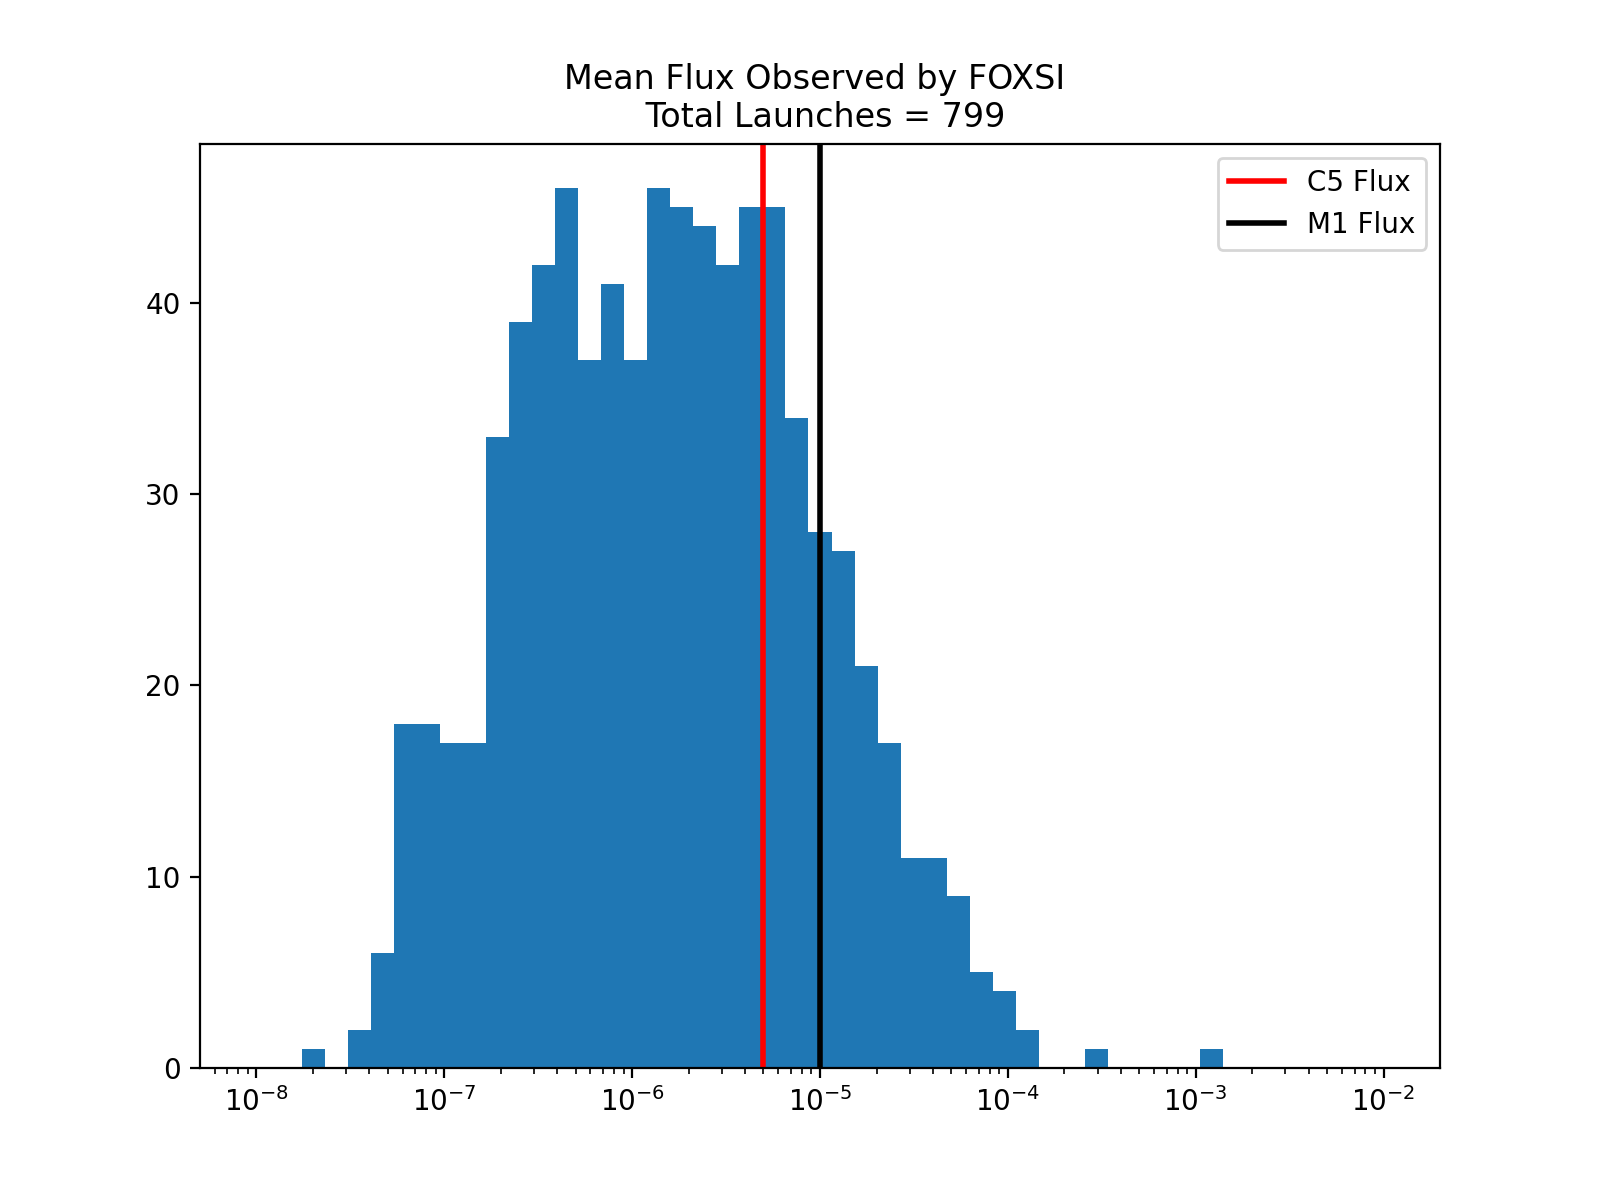 Mean Flux Observed by FOXSI
Total Launches = 799
C5 Flux
M1 Flux
40
30
20
10
0
10⁻⁸ 10⁻⁷ 10⁻⁶ 10⁻⁵ 10⁻⁴ 10⁻³ 10⁻²